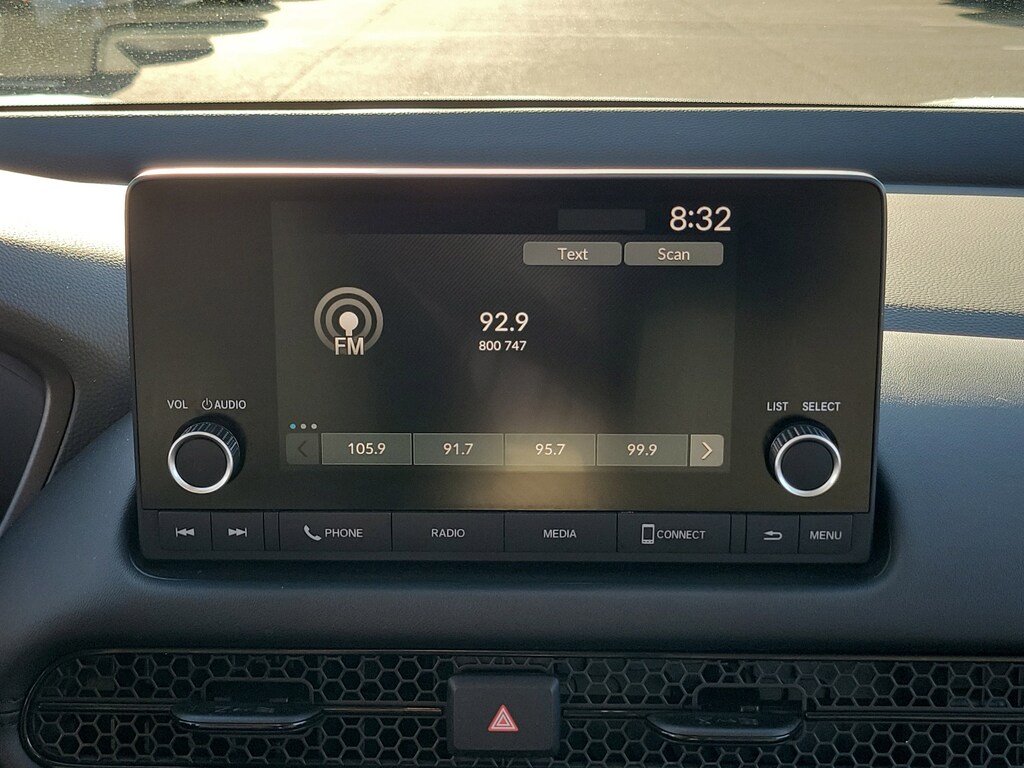 8:32
Text Scan
92.9
800 747
FM
VOL AUDIO
LIST SELECT
105.9 91.7 95.7 99.9
PHONE RADIO MEDIA CONNECT MENU